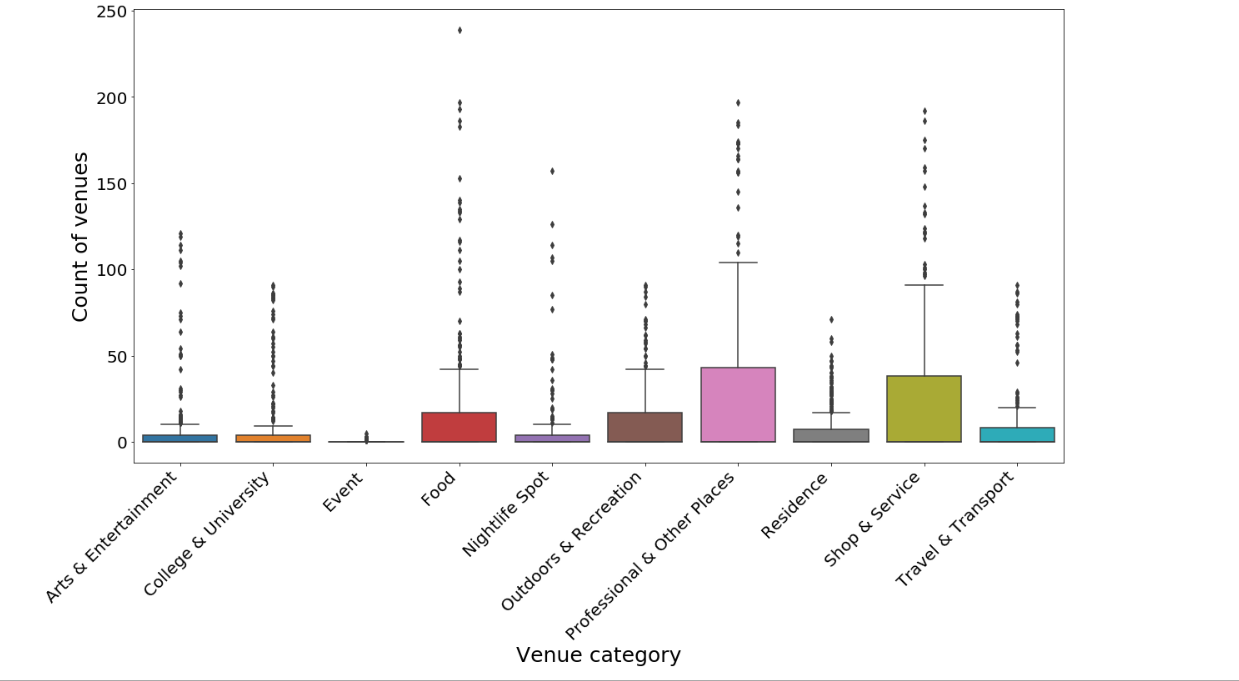 250
200
150
100
50
0
Count of venues
Arts & Entertainment
College & University
Event
Food
Nightlife Spot
Outdoors & Recreation
Professional & Other Places
Residence
Shop & Service
Travel & Transport
Venue category